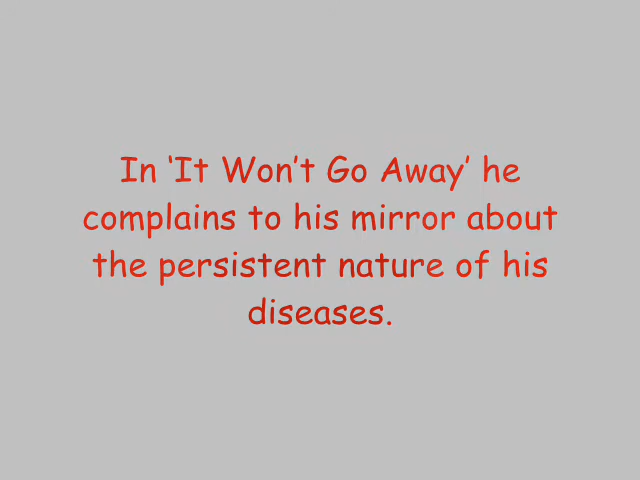 In ‘It Won’t Go Away’ he
complains to his mirror about
the persistent nature of his
diseases.